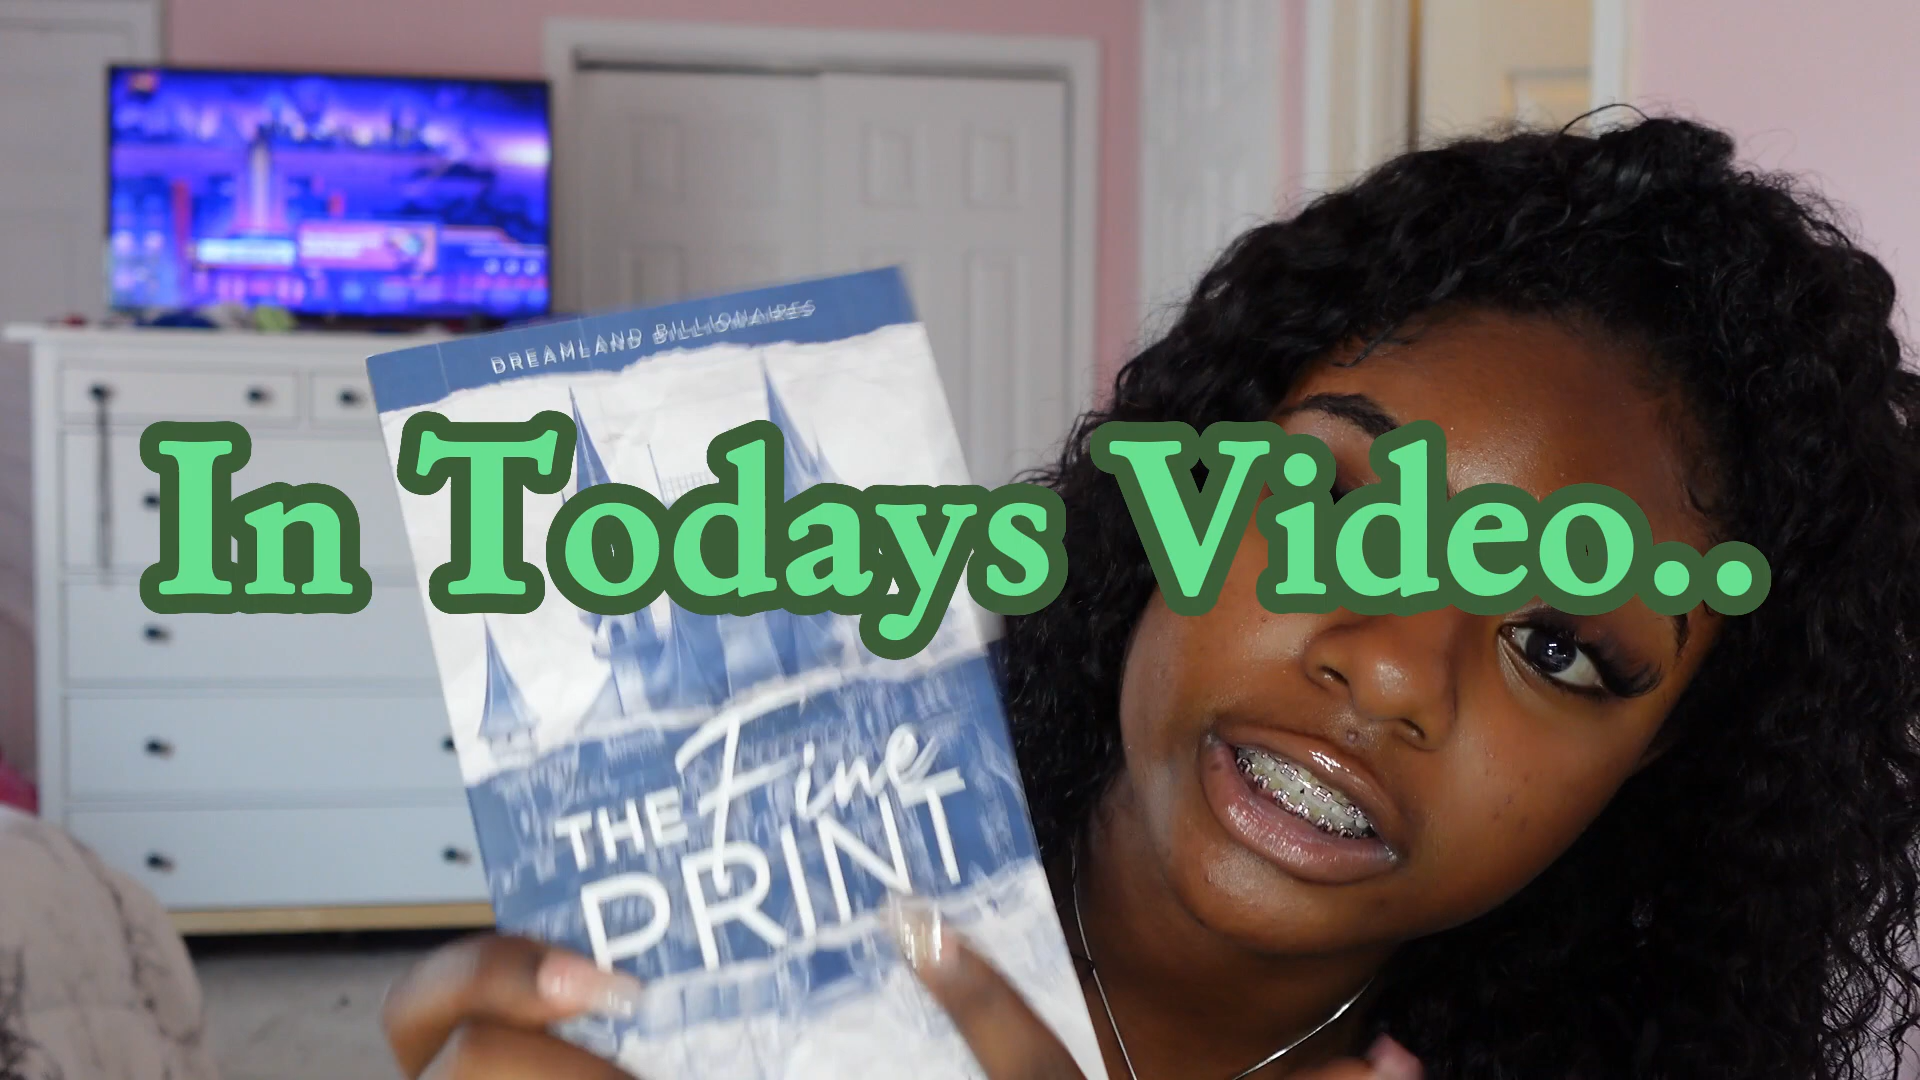 DREAMLAND BILLIONAIRES
In Todays Video..
THE Fine
PRINT